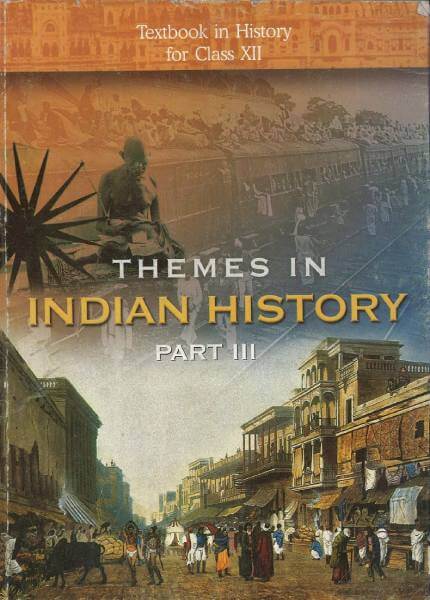 Textbook in History
for Class XII
THEMES IN
INDIAN HISTORY
PART III